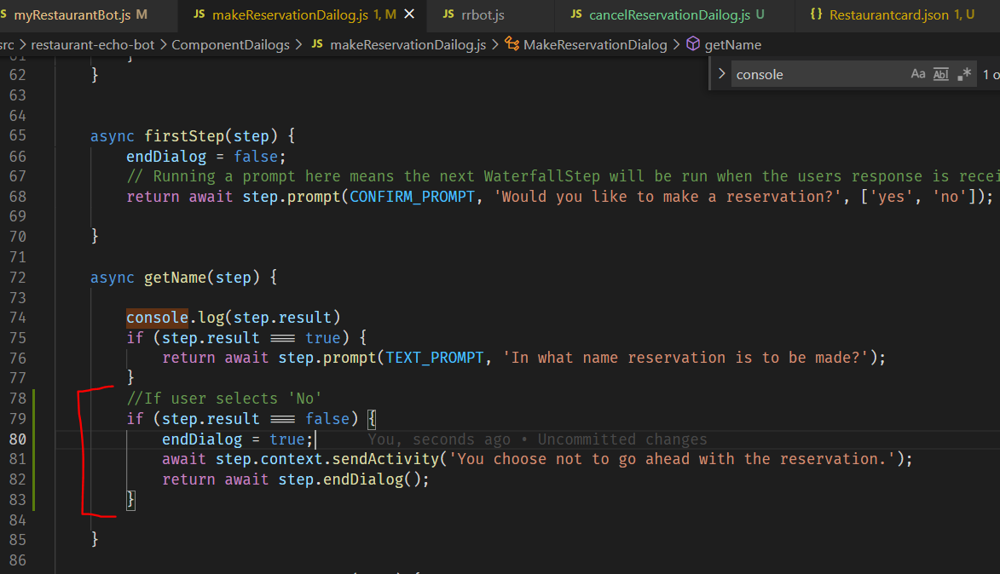 JS myRestaurantBot.js M JS makeReservationDailog.js 1, M JS rrbot.js JS cancelReservationDailog.js U {} Restaurantcard.json 1, U
src > restaurant-echo-bot > ComponentDailogs > JS makeReservationDailog.js > MakeReservationDialog > getName
console Aa Abl .* 1 o
61 }
62 }
63
64
65 async firstStep(step) {
66 endDialog = false;
67 // Running a prompt here means the next WaterfallStep will be run when the users response is recei
68 return await step.prompt(CONFIRM_PROMPT, 'Would you like to make a reservation?', ['yes', 'no']);
69
70 }
71
72 async getName(step) {
73
74 console.log(step.result)
75 if (step.result === true) {
76 return await step.prompt(TEXT_PROMPT, 'In what name reservation is to be made?');
77 }
78 //If user selects 'No'
79 if (step.result === false) {
80 endDialog = true; You, seconds ago • Uncommitted changes
81 await step.context.sendActivity('You choose not to go ahead with the reservation.');
82 return await step.endDialog();
83 }
84
85 }
86